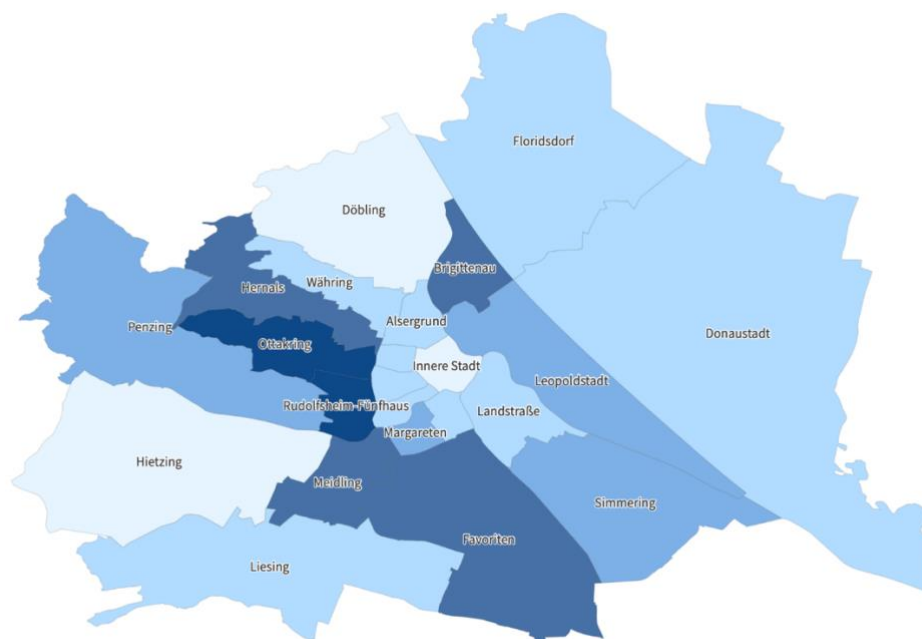 Floridsdorf
Döbling
Brigittenau
Währing
Hernals
Alsergrund
Penzing
Donaustadt
Ottakring
Innere Stadt
Leopoldstadt
Rudolfsheim-Fünfhaus
Landstraße
Margareten
Hietzing
Meidling
Simmering
Favoriten
Liesing